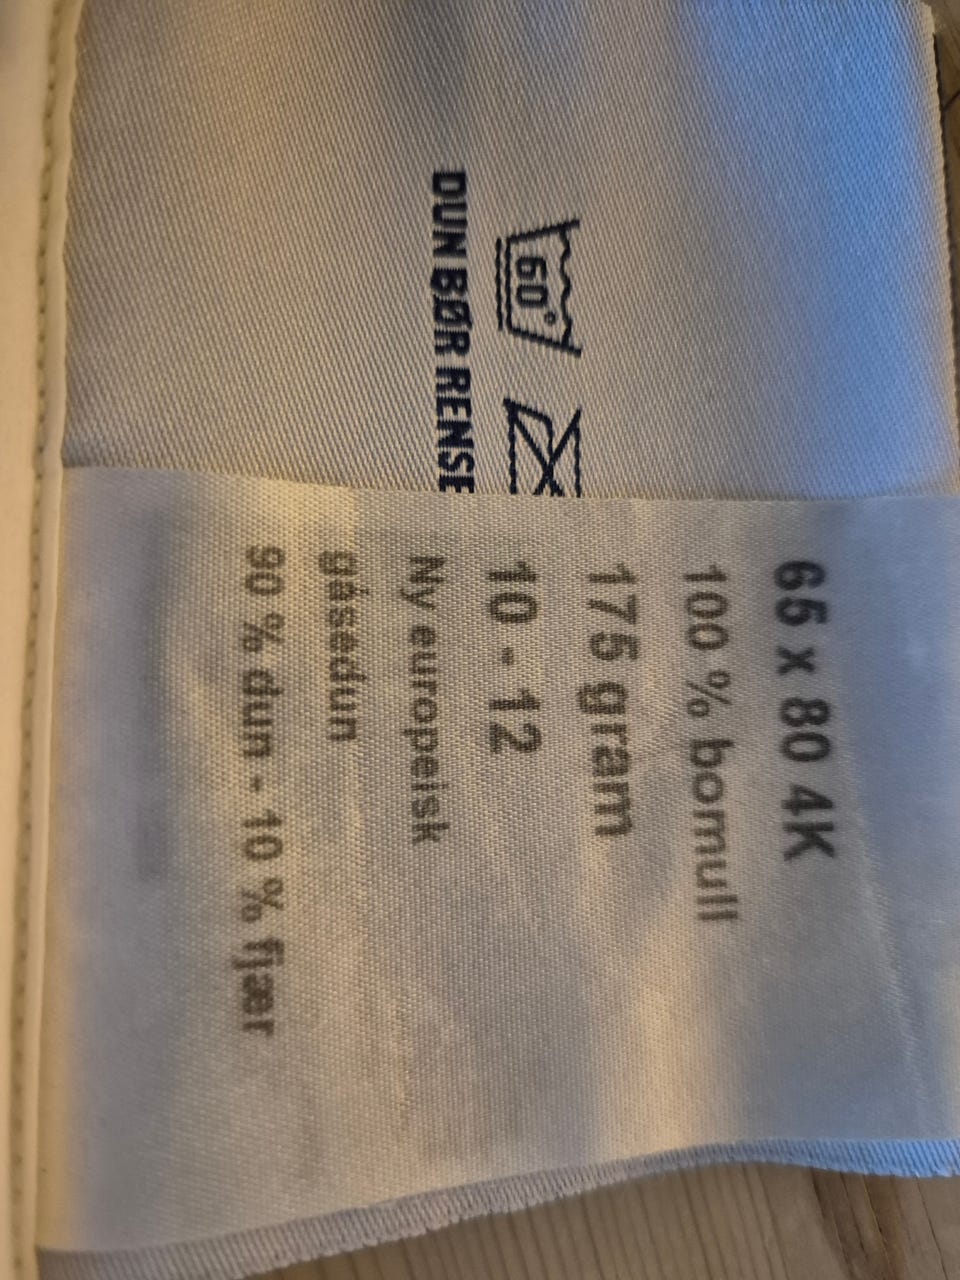 60°
DUN BØR RENSE
65 x 80 4K
100 % bomull
175 gram
10 - 12
Ny europeisk
gåsedun
90 % dun - 10 % fjær